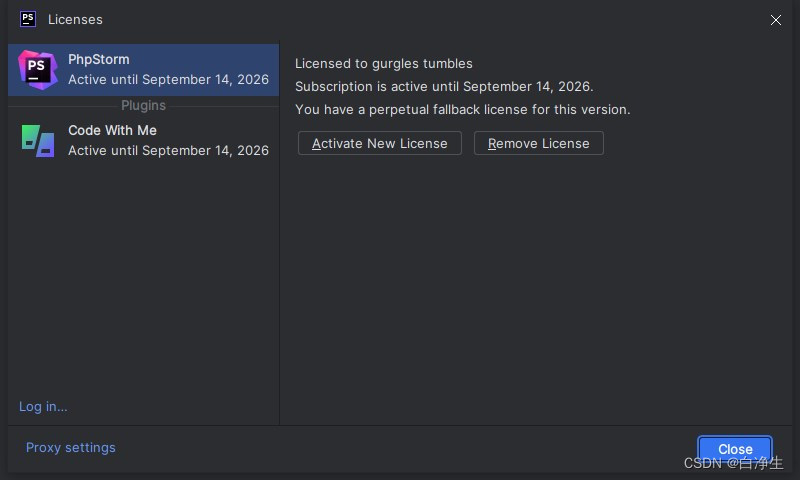 PS Licenses
PS PhpStorm
Active until September 14, 2026
Plugins
Code With Me
Active until September 14, 2026
Log in...
Licensed to gurgles tumbles
Subscription is active until September 14, 2026.
You have a perpetual fallback license for this version.
Activate New License Remove License
Proxy settings
Close
CSDN @白净生